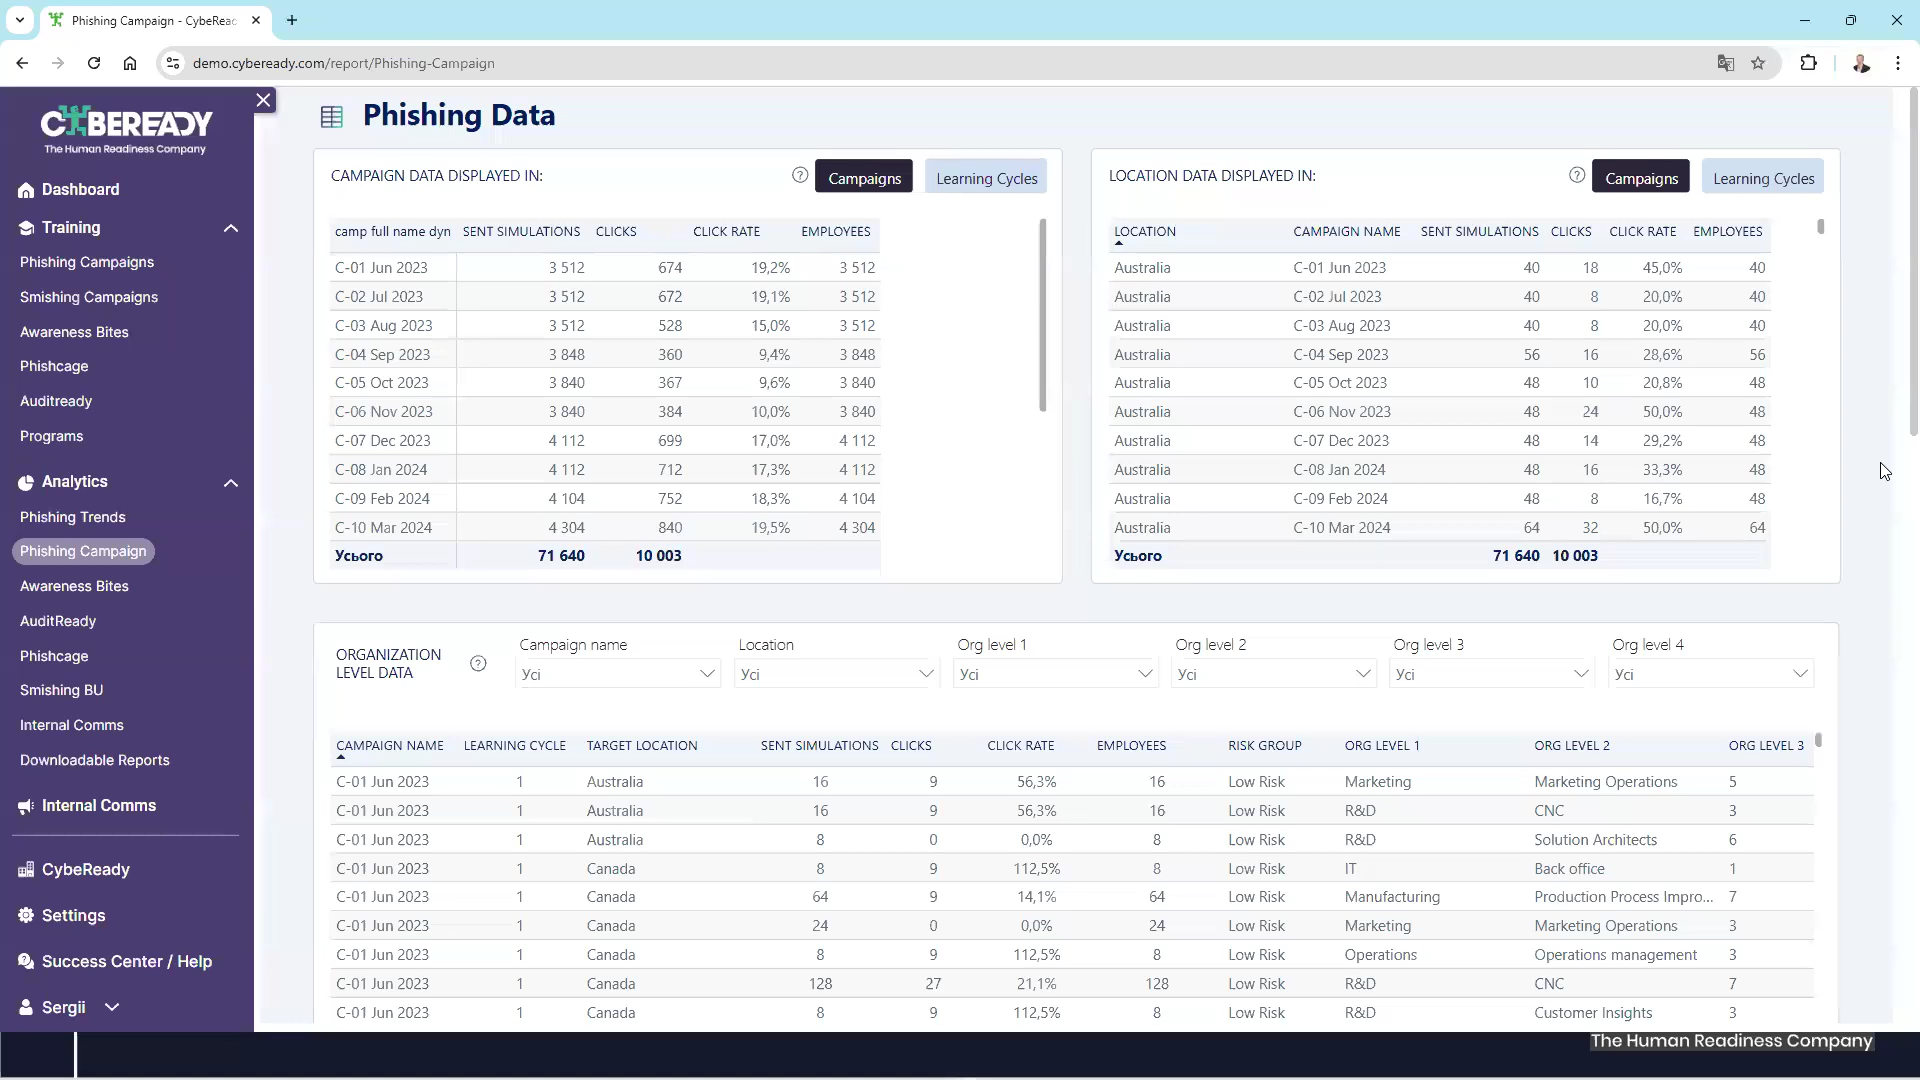 Phishing Campaign - CybeReac
demo.cybeready.com/report/Phishing-Campaign
CYBEREADY
The Human Readiness Company
Dashboard
Training
Phishing Campaigns
Smishing Campaigns
Awareness Bites
Phishcage
Auditready
Programs
Analytics
Phishing Trends
Phishing Campaign
Awareness Bites
AuditReady
Phishcage
Smishing BU
Internal Comms
Downloadable Reports
Internal Comms
CybeReady
Settings
Success Center / Help
Sergii
Phishing Data
CAMPAIGN DATA DISPLAYED IN: ? Campaigns Learning Cycles
camp full name dyn SENT SIMULATIONS CLICKS CLICK RATE EMPLOYEES
C-01 Jun 2023 3 512 674 19,2% 3 512
C-02 Jul 2023 3 512 672 19,1% 3 512
C-03 Aug 2023 3 512 528 15,0% 3 512
C-04 Sep 2023 3 848 360 9,4% 3 848
C-05 Oct 2023 3 840 367 9,6% 3 840
C-06 Nov 2023 3 840 384 10,0% 3 840
C-07 Dec 2023 4 112 699 17,0% 4 112
C-08 Jan 2024 4 112 712 17,3% 4 112
C-09 Feb 2024 4 104 752 18,3% 4 104
C-10 Mar 2024 4 304 840 19,5% 4 304
Усього 71 640 10 003
LOCATION DATA DISPLAYED IN: ? Campaigns Learning Cycles
LOCATION CAMPAIGN NAME SENT SIMULATIONS CLICKS CLICK RATE EMPLOYEES
Australia C-01 Jun 2023 40 18 45,0% 40
Australia C-02 Jul 2023 40 8 20,0% 40
Australia C-03 Aug 2023 40 8 20,0% 40
Australia C-04 Sep 2023 56 16 28,6% 56
Australia C-05 Oct 2023 48 10 20,8% 48
Australia C-06 Nov 2023 48 24 50,0% 48
Australia C-07 Dec 2023 48 14 29,2% 48
Australia C-08 Jan 2024 48 16 33,3% 48
Australia C-09 Feb 2024 48 8 16,7% 48
Australia C-10 Mar 2024 64 32 50,0% 64
Усього 71 640 10 003
ORGANIZATION
LEVEL DATA ?
Campaign name Location Org level 1 Org level 2 Org level 3 Org level 4
Усі Усі Усі Усі Усі Усі
CAMPAIGN NAME LEARNING CYCLE TARGET LOCATION SENT SIMULATIONS CLICKS CLICK RATE EMPLOYEES RISK GROUP ORG LEVEL 1 ORG LEVEL 2 ORG LEVEL 3
C-01 Jun 2023 1 Australia 16 9 56,3% 16 Low Risk Marketing Marketing Operations 5
C-01 Jun 2023 1 Australia 16 9 56,3% 16 Low Risk R&D CNC 3
C-01 Jun 2023 1 Australia 8 0 0,0% 8 Low Risk R&D Solution Architects 6
C-01 Jun 2023 1 Canada 8 9 112,5% 8 Low Risk IT Back office 1
C-01 Jun 2023 1 Canada 64 9 14,1% 64 Low Risk Manufacturing Production Process Impro... 7
C-01 Jun 2023 1 Canada 24 0 0,0% 24 Low Risk Marketing Marketing Operations 3
C-01 Jun 2023 1 Canada 8 9 112,5% 8 Low Risk Operations Operations management 3
C-01 Jun 2023 1 Canada 128 27 21,1% 128 Low Risk R&D CNC 7
C-01 Jun 2023 1 Canada 8 9 112,5% 8 Low Risk R&D Customer Insights 3
The Human Readiness Company